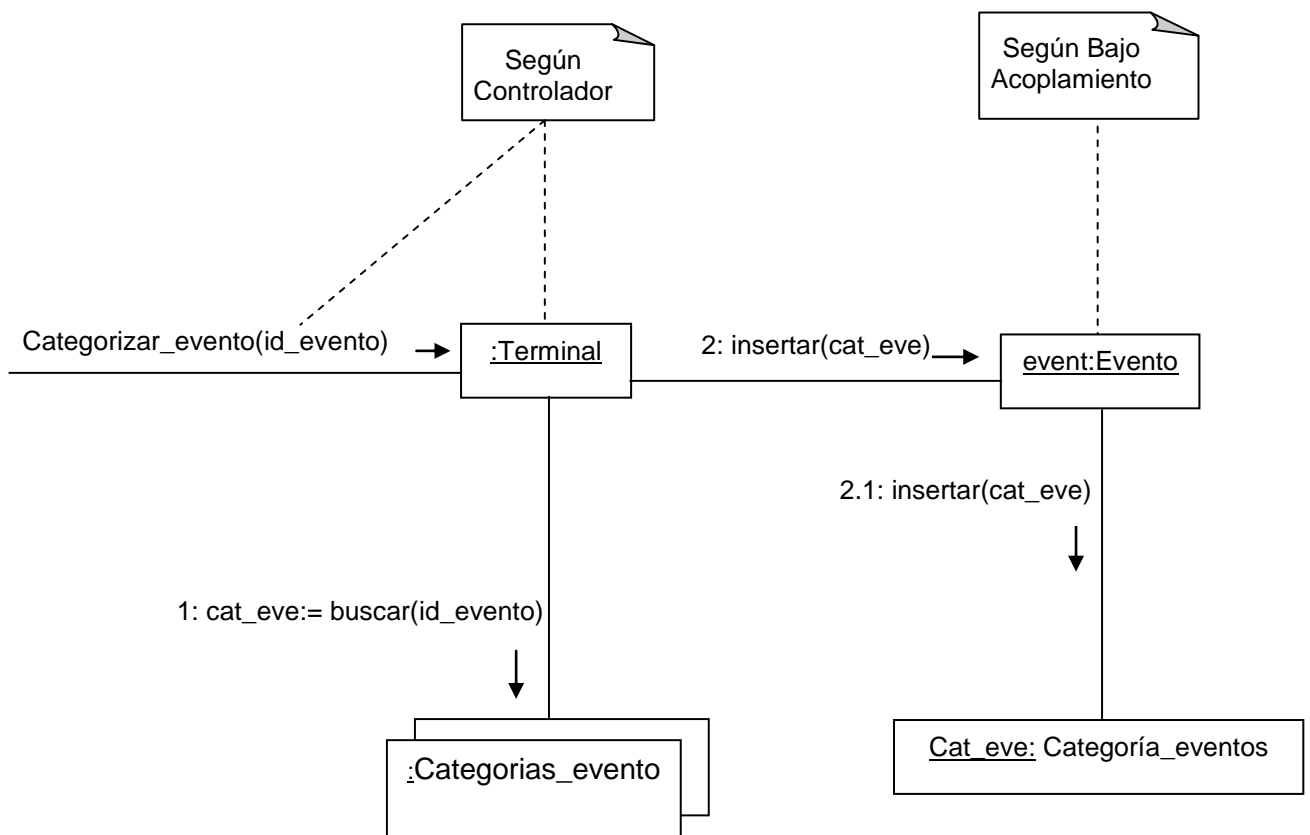 Según
Controlador
Según Bajo
Acoplamiento
Categorizar_evento(id_evento)
:Terminal
2: insertar(cat_eve)
event:Evento
2.1: insertar(cat_eve)
1: cat_eve:= buscar(id_evento)
:Categorias_evento
Cat_eve: Categoría_eventos